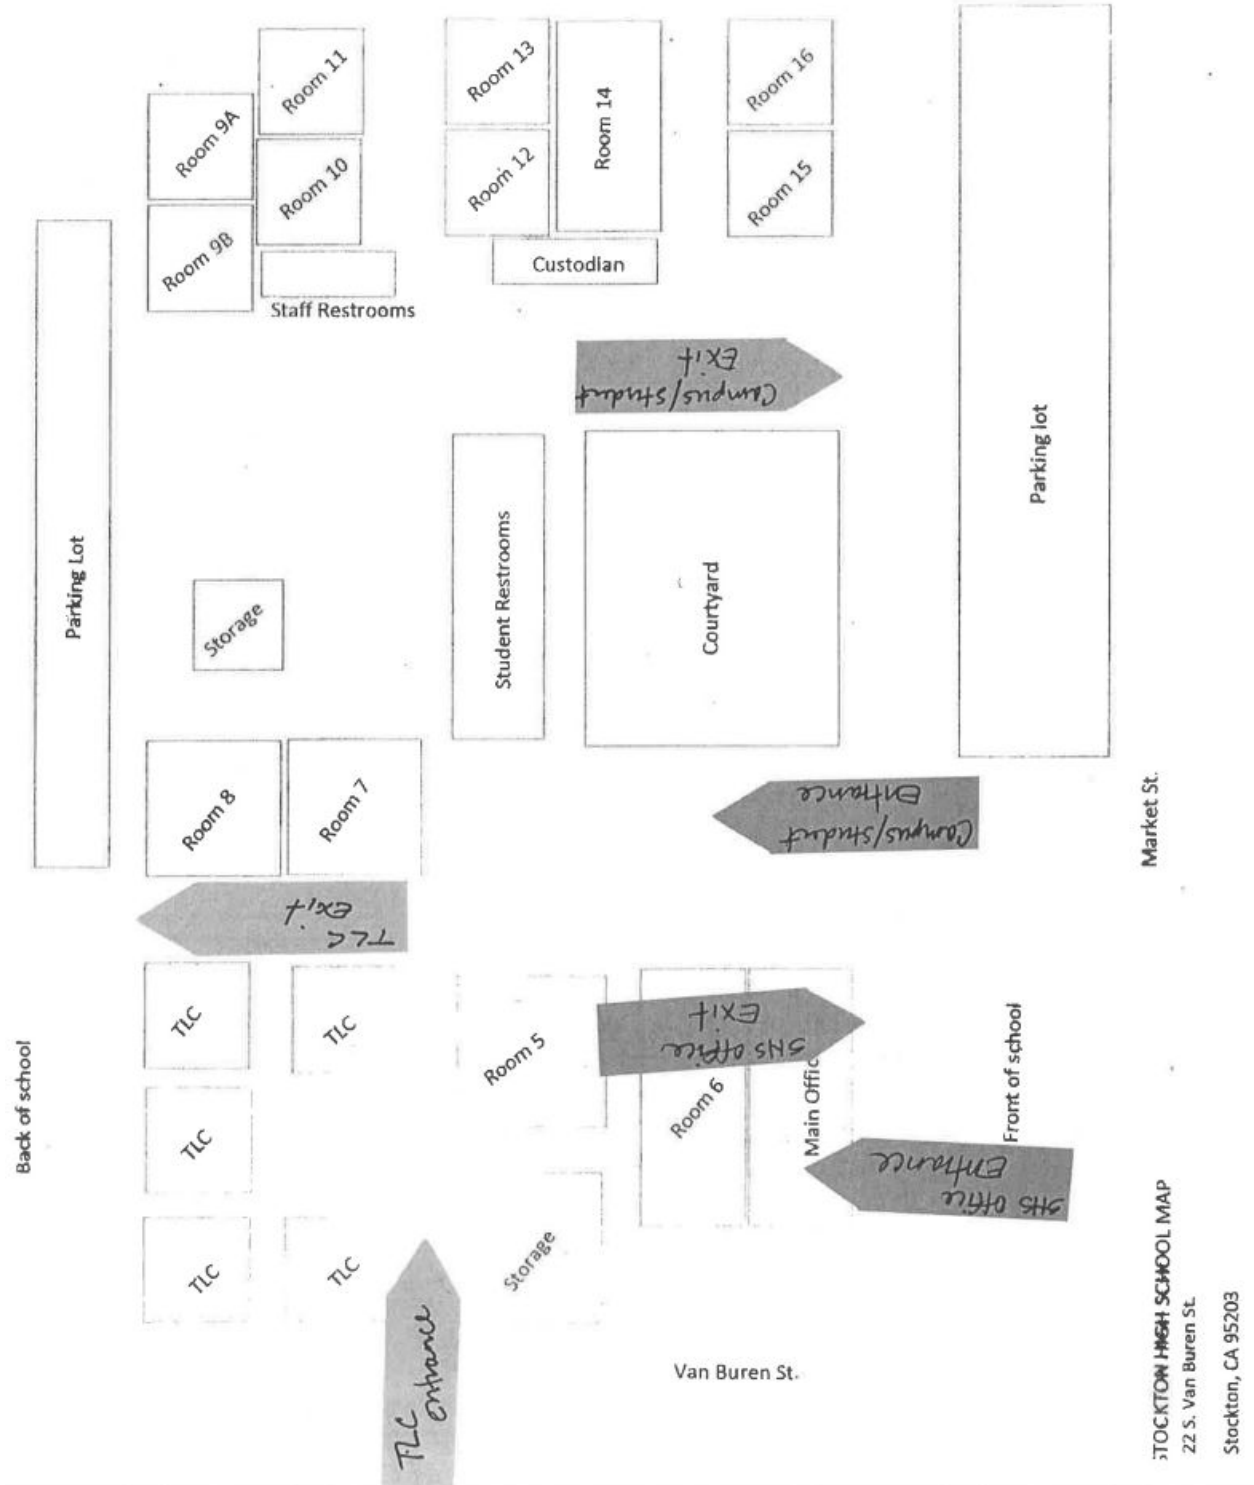 Room 11
Room 13
Room 16
Room 9A
Room 14
Room 10
Room 12
Room 15
Room 9B
Custodian
Staff Restrooms
Campus/Student
Exit
Parking Lot
Storage
Student Restrooms
Courtyard
Parking lot
Room 8
Room 7
Campus/Student
Entrance
Market St.
TLC
Exit
TLC
TLC
Room 5
SHS office
Exit
Room 6
Main Offic
Front of school
Back of school
TLC
SHS office
Entrance
TLC
TLC
Storage
TLC
entrance
Van Buren St.
STOCKTON HIGH SCHOOL MAP
22 S. Van Buren St.
Stockton, CA 95203